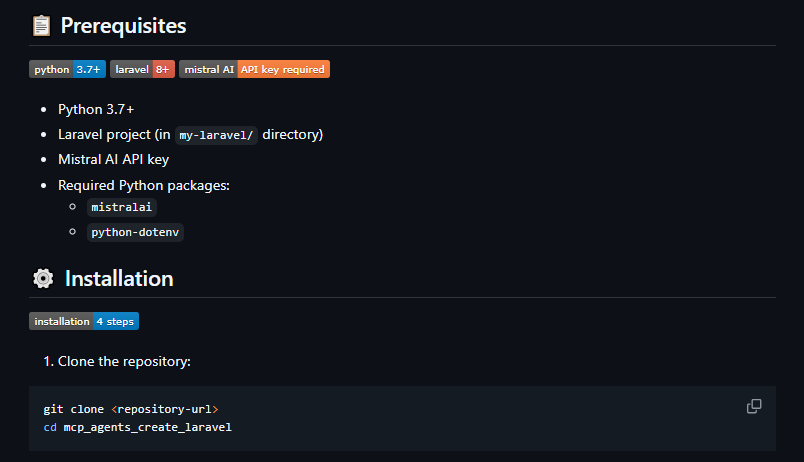 📋 Prerequisites
python 3.7+ laravel 8+ mistral AI API key required
• Python 3.7+
• Laravel project (in my-laravel/ directory)
• Mistral AI API key
• Required Python packages:
◦ mistralai
◦ python-dotenv
⚙️ Installation
installation 4 steps
1. Clone the repository:
git clone <repository-url>
cd mcp_agents_create_laravel